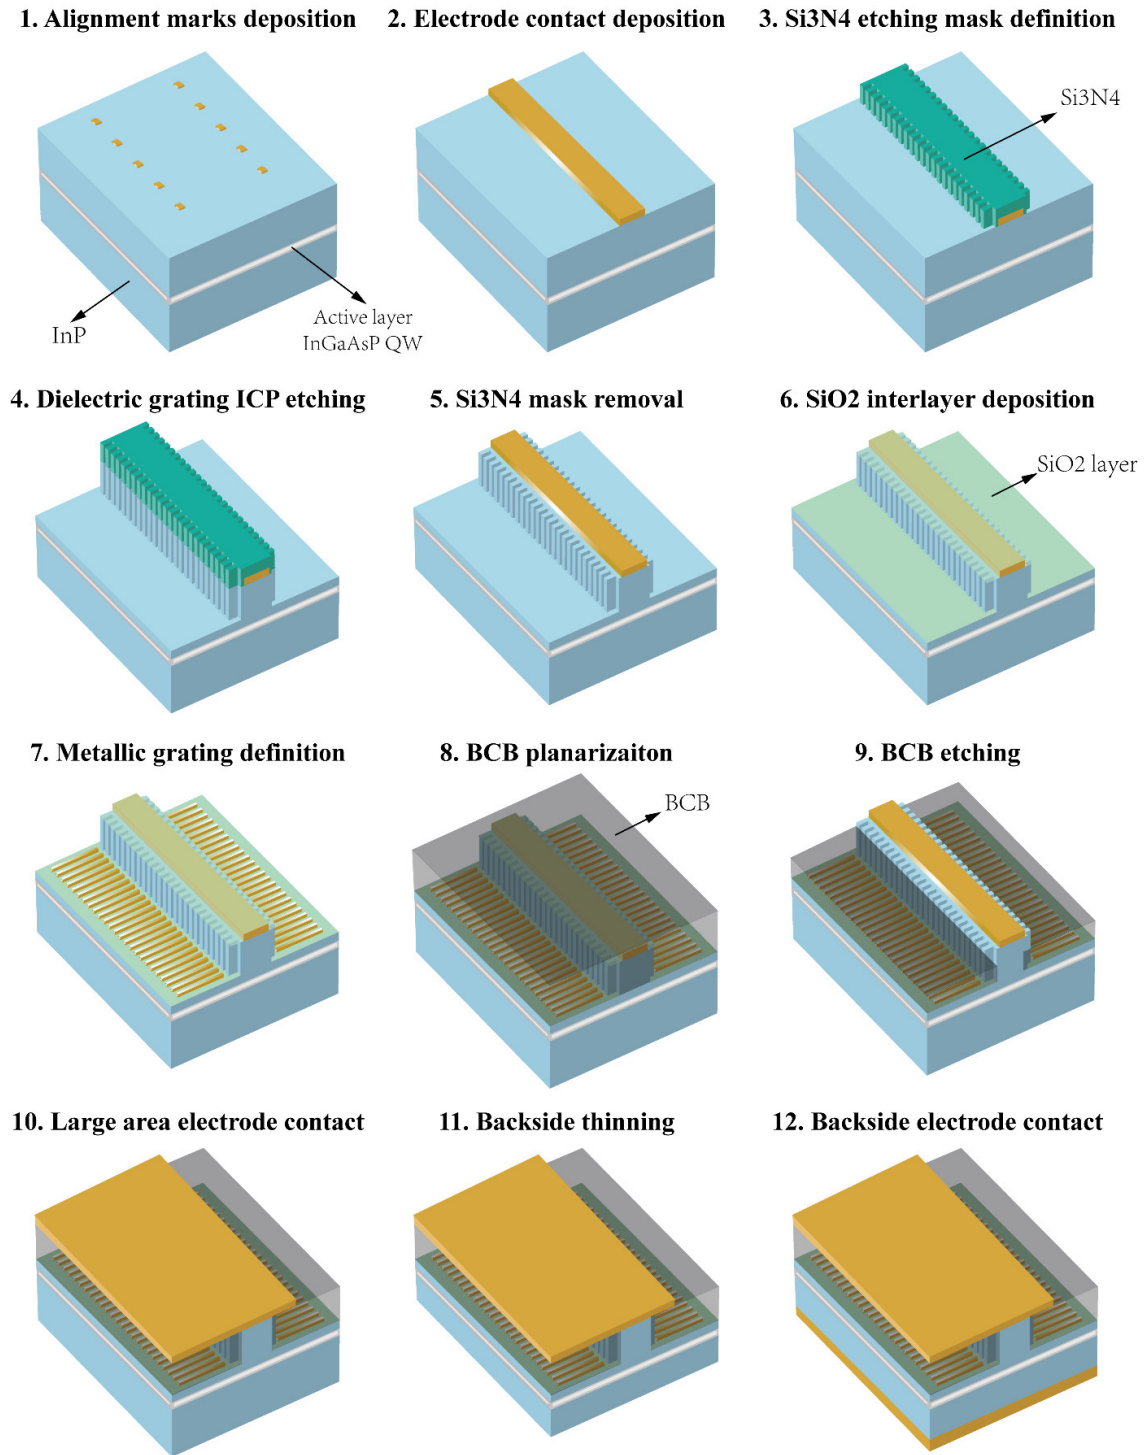 1. Alignment marks deposition
2. Electrode contact deposition
3. Si3N4 etching mask definition
Si3N4
InP
Active layer
InGaAsP QW
4. Dielectric grating ICP etching
5. Si3N4 mask removal
6. SiO2 interlayer deposition
SiO2 layer
7. Metallic grating definition
8. BCB planarizaiton
9. BCB etching
BCB
10. Large area electrode contact
11. Backside thinning
12. Backside electrode contact